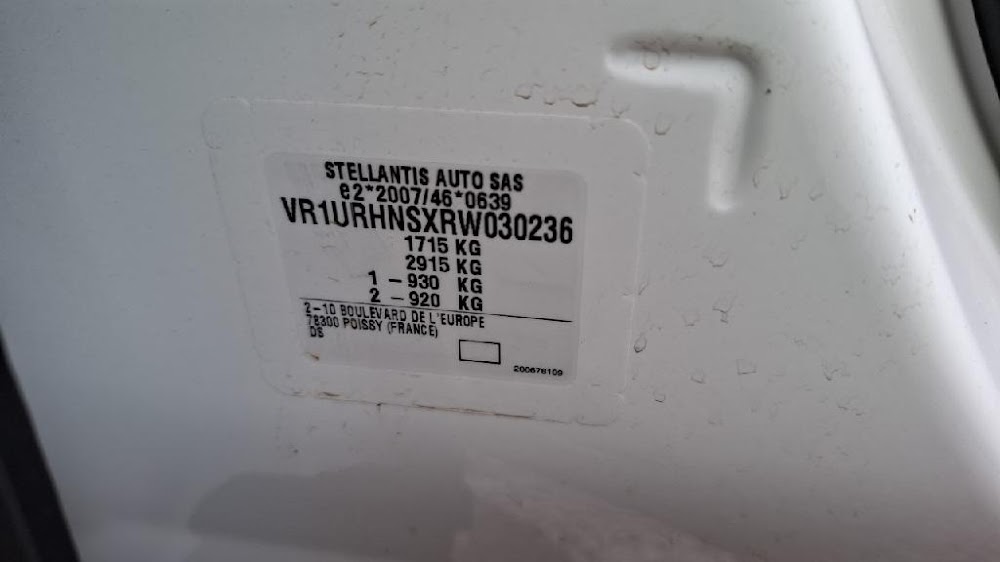 STELLANTIS AUTO SAS
e2*2007/46*0639
VR1URHNSXRW030236
1715 KG
2915 KG
1 - 930 KG
2 - 920 KG
2-10 BOULEVARD DE L'EUROPE
78300 POISSY (FRANCE)
DS
200678109